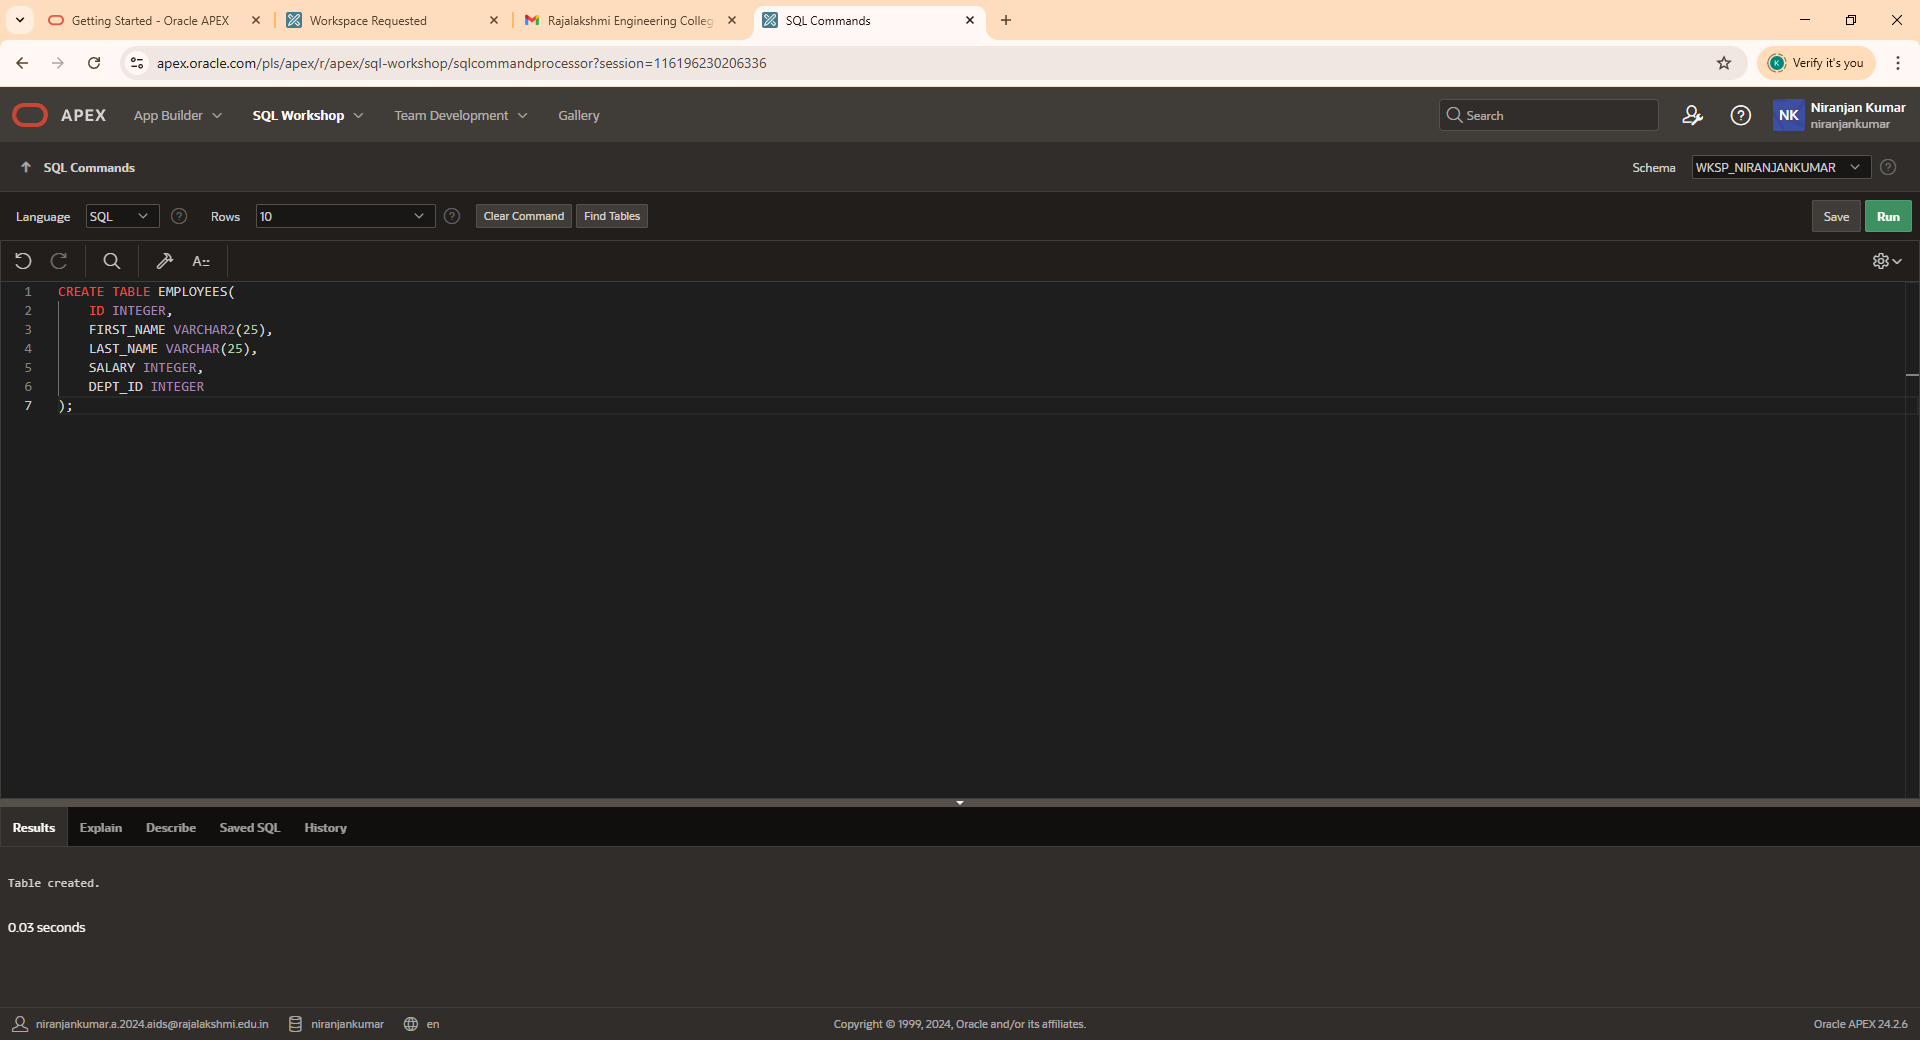 Getting Started - Oracle APEX
Workspace Requested
Rajalakshmi Engineering Colleg
SQL Commands
apex.oracle.com/pls/apex/r/apex/sql-workshop/sqlcommandprocessor?session=116196230206336
K
Verify it's you
APEX
App Builder
SQL Workshop
Team Development
Gallery
Search
NK
Niranjan Kumar
niranjankumar
SQL Commands
Schema
WKSP_NIRANJANKUMAR
Language
SQL
Rows
10
Clear Command
Find Tables
Save
Run
A
1 CREATE TABLE EMPLOYEES(
2 ID INTEGER,
3 FIRST_NAME VARCHAR2(25),
4 LAST_NAME VARCHAR(25),
5 SALARY INTEGER,
6 DEPT_ID INTEGER
7 );
Results
Explain
Describe
Saved SQL
History
Table created.
0.03 seconds
niranjankumar.a.2024.aids@rajalakshmi.edu.in
niranjankumar
en
Copyright © 1999, 2024, Oracle and/or its affiliates.
Oracle APEX 24.2.6